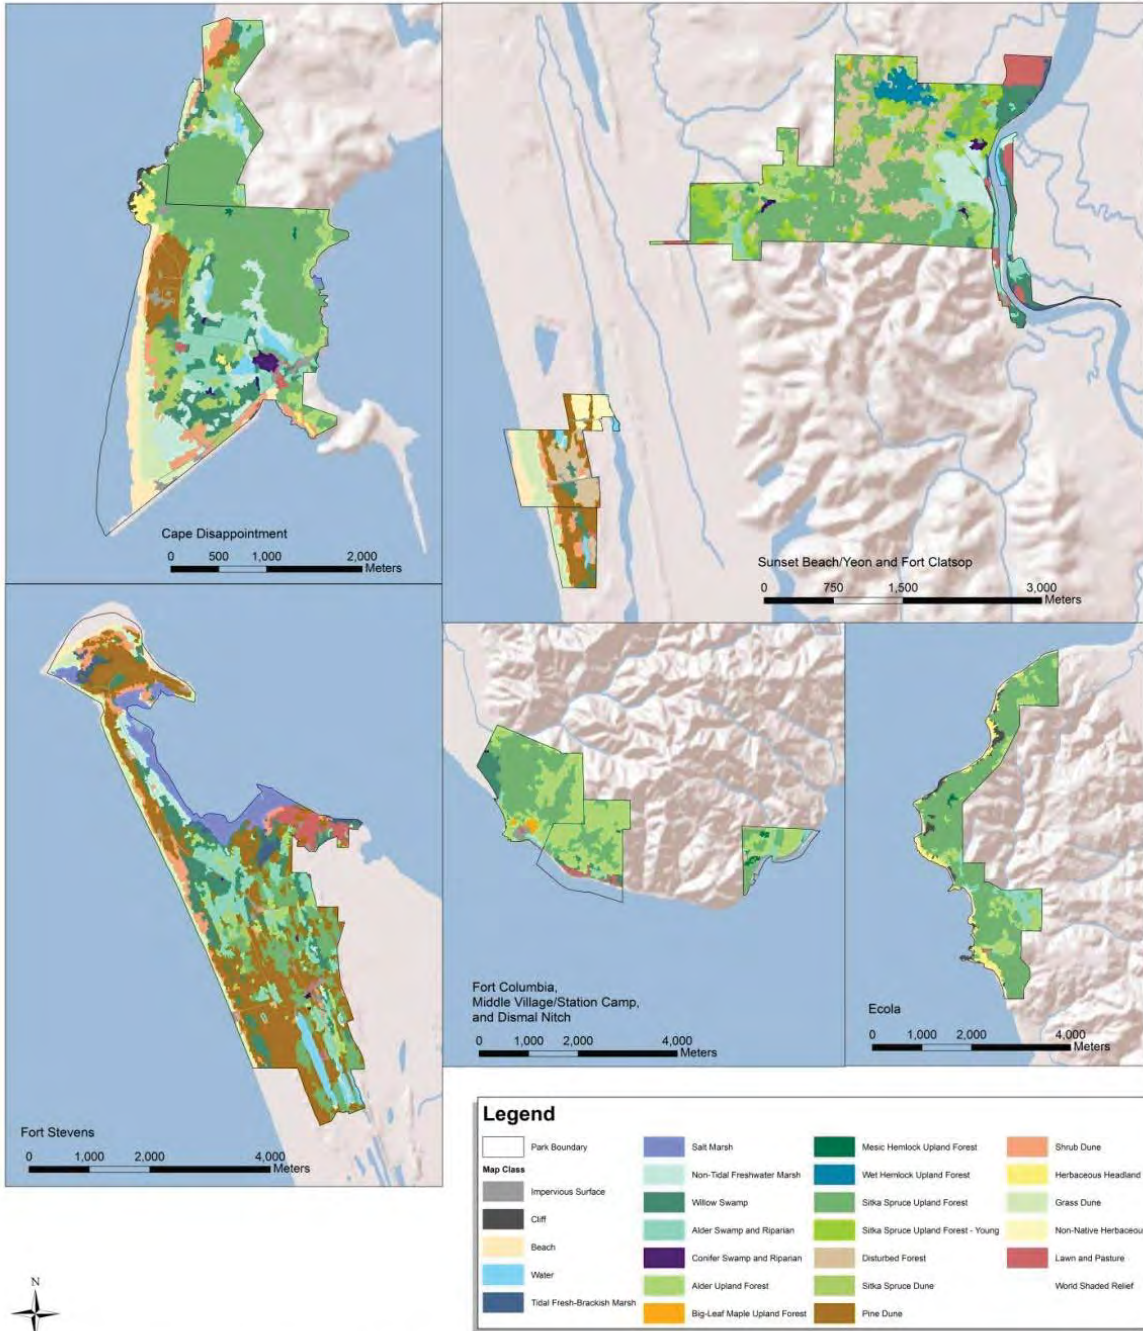 Cape Disappointment
0 500 1,000 2,000
Meters
Sunset Beach/Yeon and Fort Clatsop
0 750 1,500 3,000
Meters
Fort Stevens
0 1,000 2,000 4,000
Meters
Fort Columbia,
Middle Village/Station Camp,
and Dismal Nitch
0 1,000 2,000 4,000
Meters
Ecola
0 1,000 2,000 4,000
Meters
N
Legend
Park Boundary
Map Class
Impervious Surface
Cliff
Beach
Water
Tidal Fresh-Brackish Marsh
Salt Marsh
Non-Tidal Freshwater Marsh
Willow Swamp
Alder Swamp and Riparian
Conifer Swamp and Riparian
Alder Upland Forest
Big-Leaf Maple Upland Forest
Mesic Hemlock Upland Forest
Wet Hemlock Upland Forest
Sitka Spruce Upland Forest
Sitka Spruce Upland Forest - Young
Disturbed Forest
Sitka Spruce Dune
Pine Dune
Shrub Dune
Herbaceous Headland
Grass Dune
Non-Native Herbaceou
Lawn and Pasture
World Shaded Relief